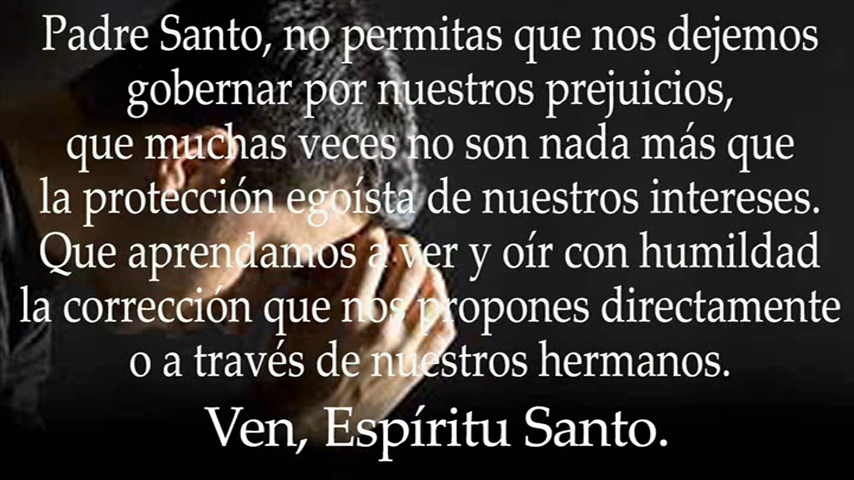 Padre Santo, no permitas que nos dejemos
gobernar por nuestros prejuicios,
que muchas veces no son nada más que
la protección egoísta de nuestros intereses.
Que aprendamos a ver y oír con humildad
la corrección que nos propones directamente
o a través de nuestros hermanos.
Ven, Espíritu Santo.